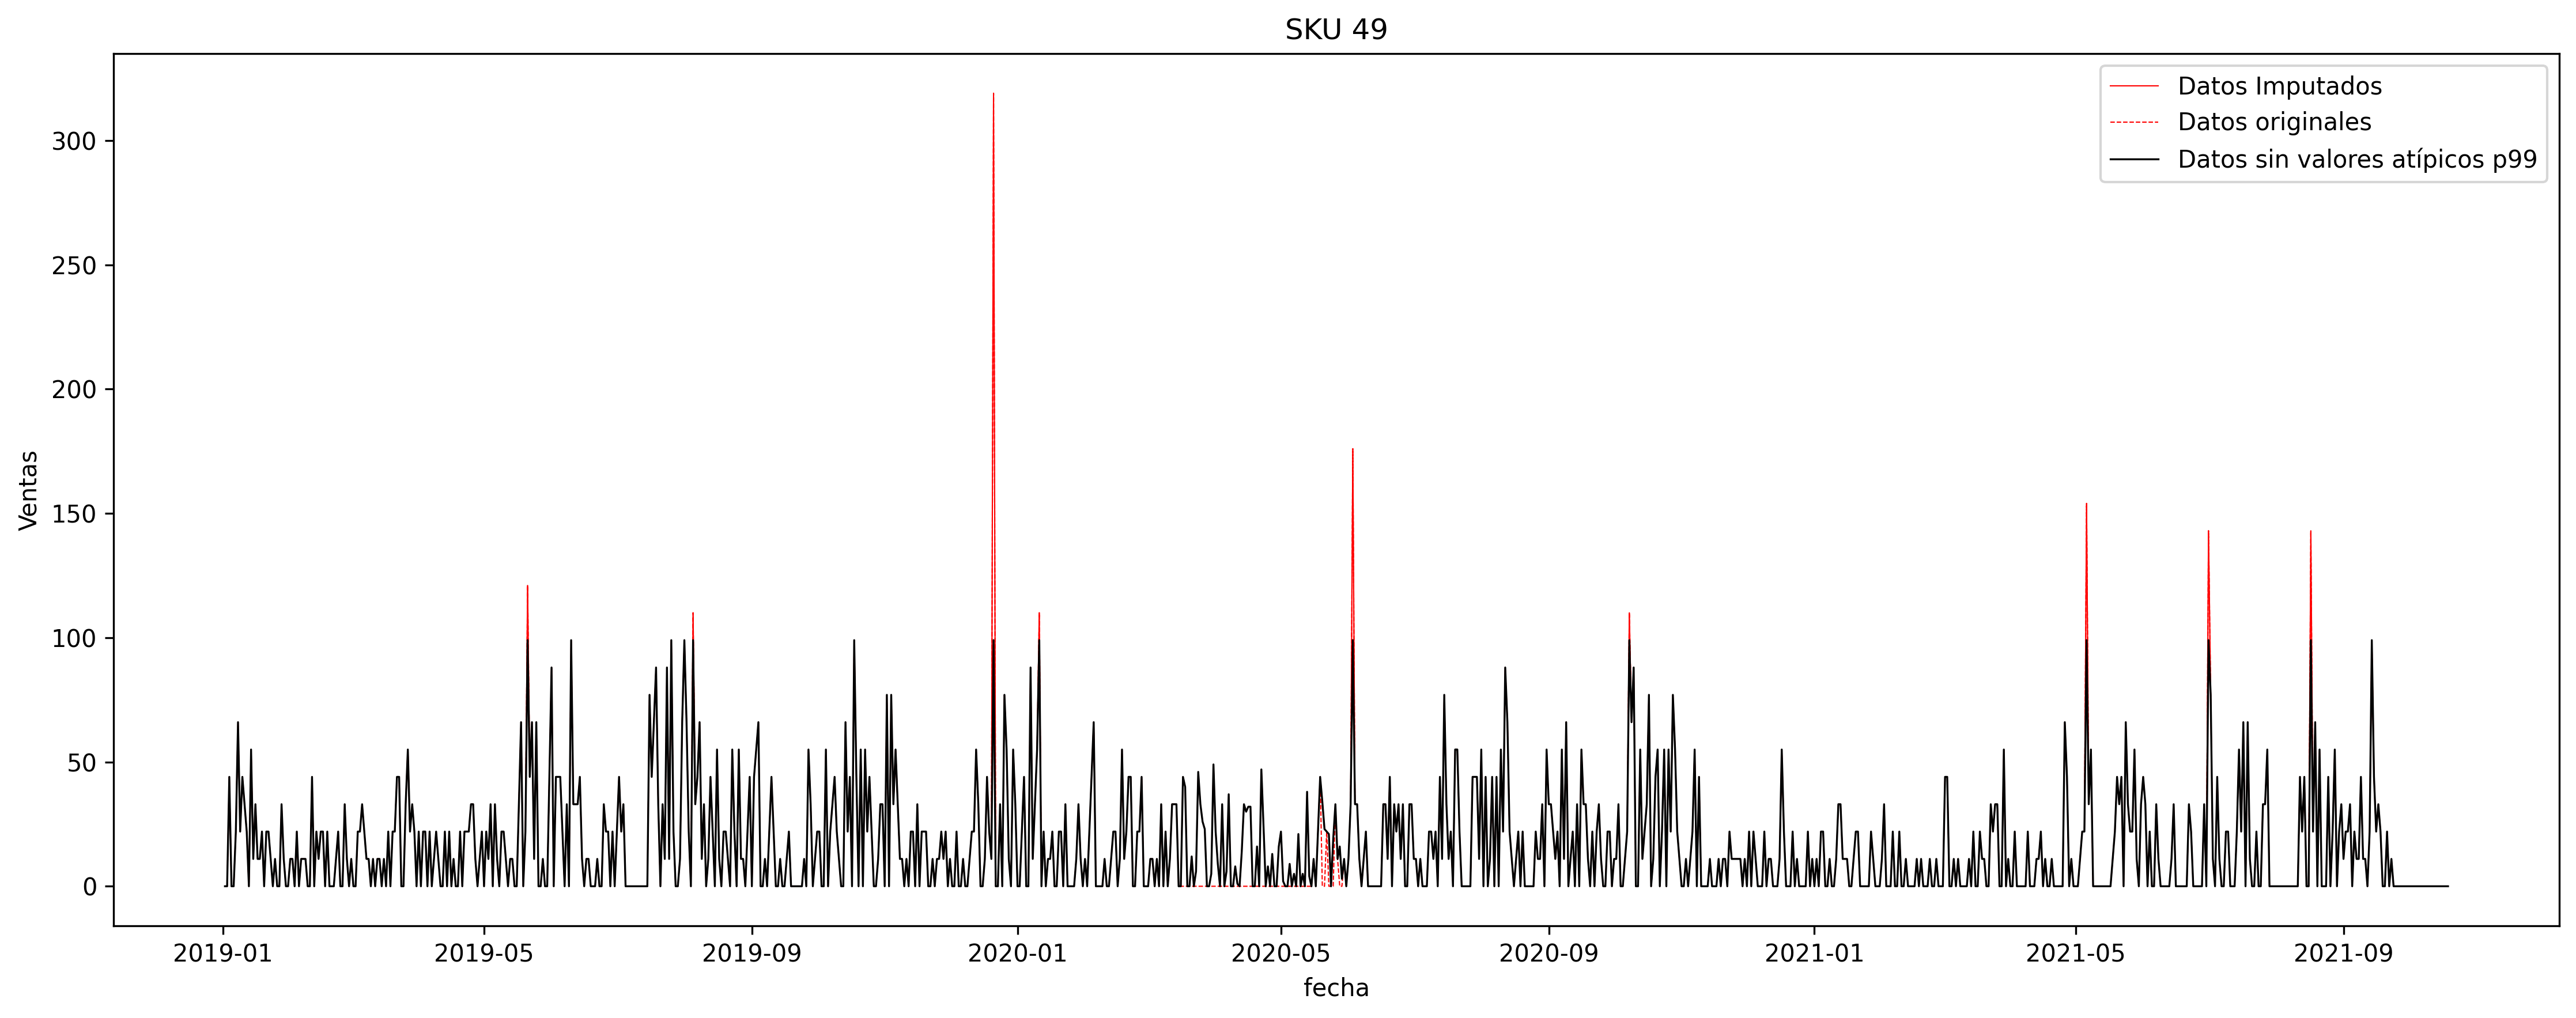 SKU 49
Datos Imputados
Datos originales
Datos sin valores atípicos p99
300
250
200
150
100
50
0
Ventas
2019-01 2019-05 2019-09 2020-01 2020-05 2020-09 2021-01 2021-05 2021-09
fecha